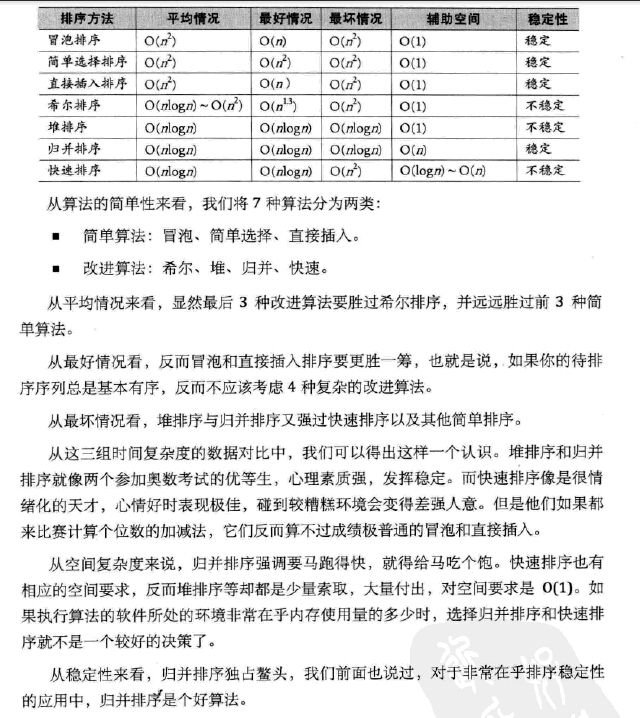 排序方法 平均情况 最好情况 最坏情况 辅助空间 稳定性
冒泡排序 O(n²) O(n) O(n²) O(1) 稳定
简单选择排序 O(n²) O(n²) O(n²) O(1) 稳定
直接插入排序 O(n²) O(n) O(n²) O(1) 稳定
希尔排序 O(nlogn)~O(n²) O(n¹·³) O(n²) O(1) 不稳定
堆排序 O(nlogn) O(nlogn) O(nlogn) O(1) 不稳定
归并排序 O(nlogn) O(nlogn) O(nlogn) O(n) 稳定
快速排序 O(nlogn) O(nlogn) O(n²) O(logn)~O(n) 不稳定
从算法的简单性来看，我们将 7 种算法分为两类：
■ 简单算法：冒泡、简单选择、直接插入。
■ 改进算法：希尔、堆、归并、快速。
从平均情况来看，显然最后 3 种改进算法要胜过希尔排序，并远远胜过前 3 种简
单算法。
从最好情况看，反而冒泡和直接插入排序要更胜一筹，也就是说，如果你的待排
序序列总是基本有序，反而不应该考虑 4 种复杂的改进算法。
从最坏情况看，堆排序与归并排序又强过快速排序以及其他简单排序。
从这三组时间复杂度的数据对比中，我们可以得出这样一个认识。堆排序和归并
排序就像两个参加奥数考试的优等生，心理素质强，发挥稳定。而快速排序像是很情
绪化的天才，心情好时表现极佳，碰到较糟糕环境会变得差强人意。但是他们如果都
来比赛计算个位数的加减法，它们反而算不过成绩极普通的冒泡和直接插入。
从空间复杂度来说，归并排序强调要马跑得快，就得给马吃个饱。快速排序也有
相应的空间要求，反而堆排序等却都是少量索取，大量付出，对空间要求是 O(1)。如
果执行算法的软件所处的环境非常在乎内存使用量的多少时，选择归并排序和快速排
序就不是一个较好的决策了。
从稳定性来看，归并排序独占鳌头，我们前面也说过，对于非常在乎排序稳定性
的应用中，归并排序是个好算法。